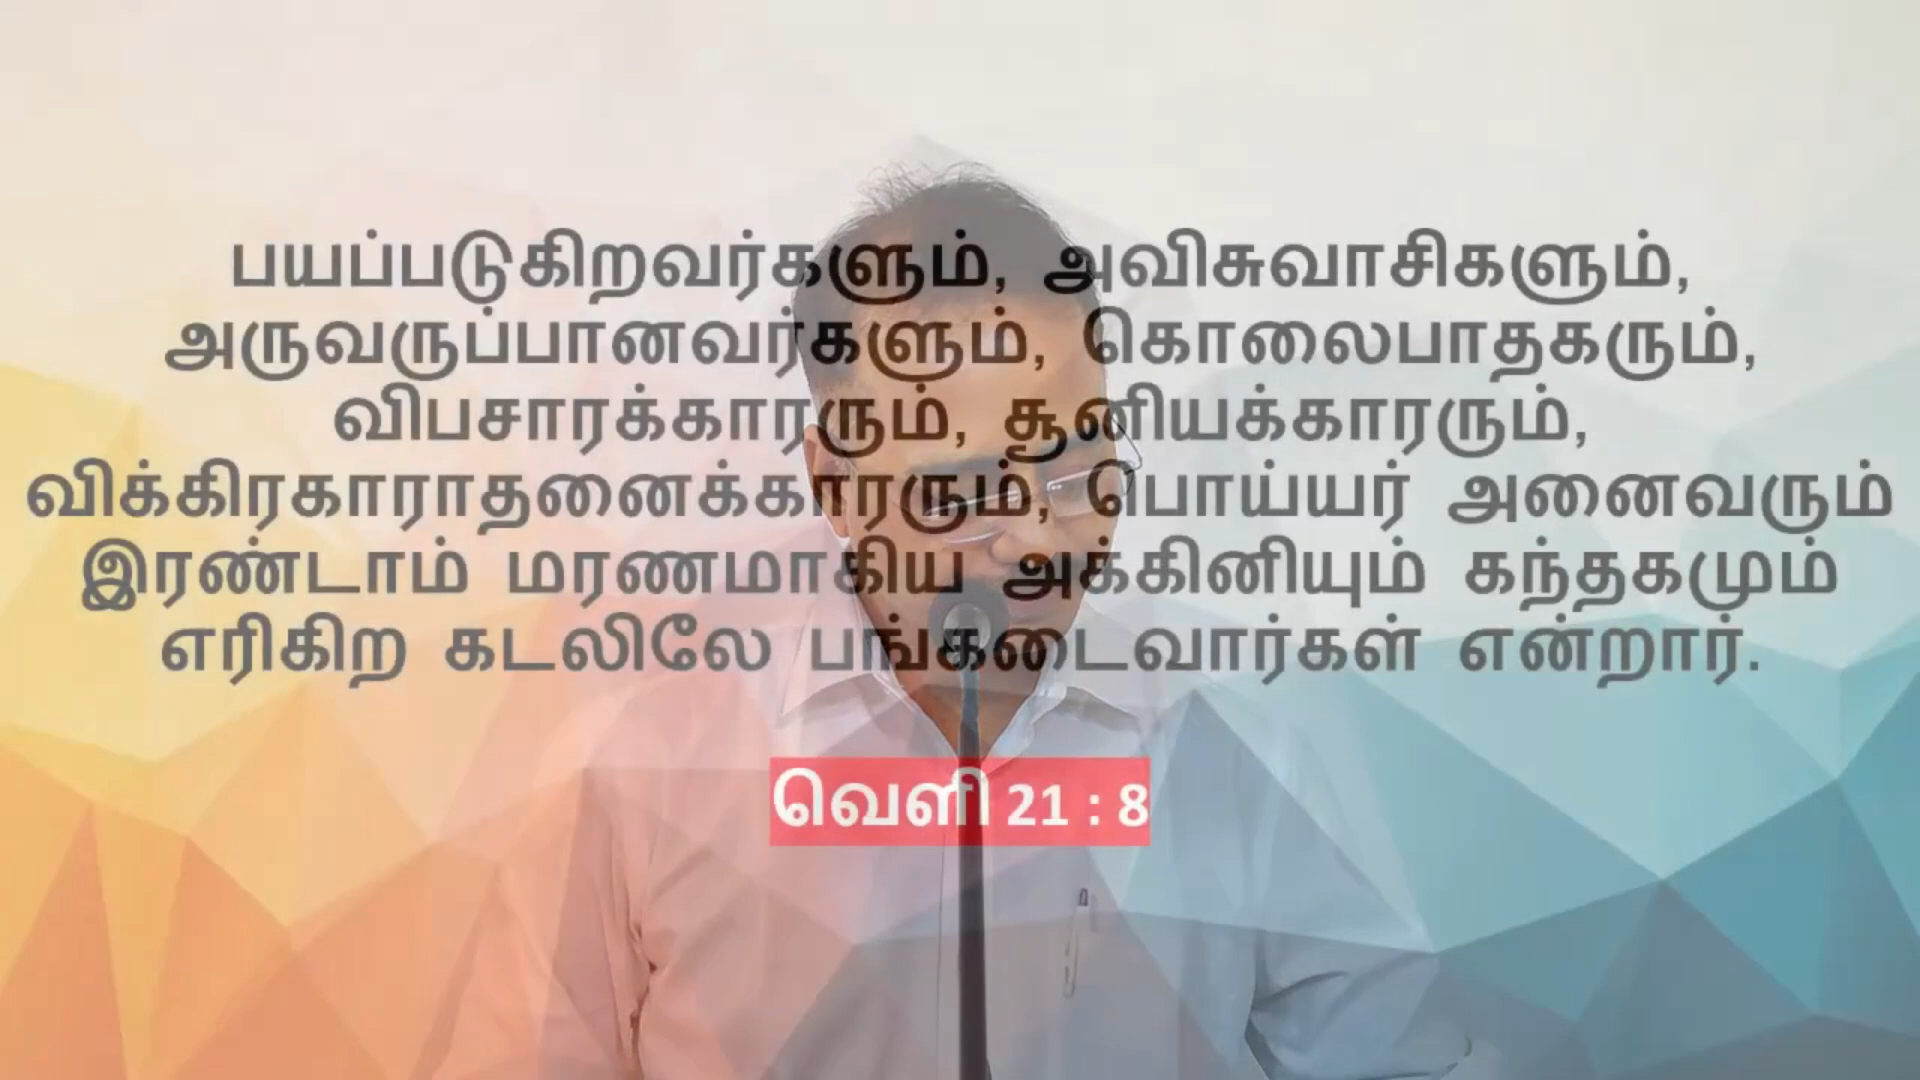 பயப்படுகிறவர்களும், அவிசுவாசிகளும்,
அருவருப்பானவர்களும், கொலைபாதகரும்,
விபசாரக்காரரும், சூனியக்காரரும்,
விக்கிரகாராதனைக்காரரும், பொய்யர் அனைவரும்
இரண்டாம் மரணமாகிய அக்கினியும் கந்தகமும்
எரிகிற கடலிலே பங்கடைவார்கள் என்றார்.
வெளி 21 : 8